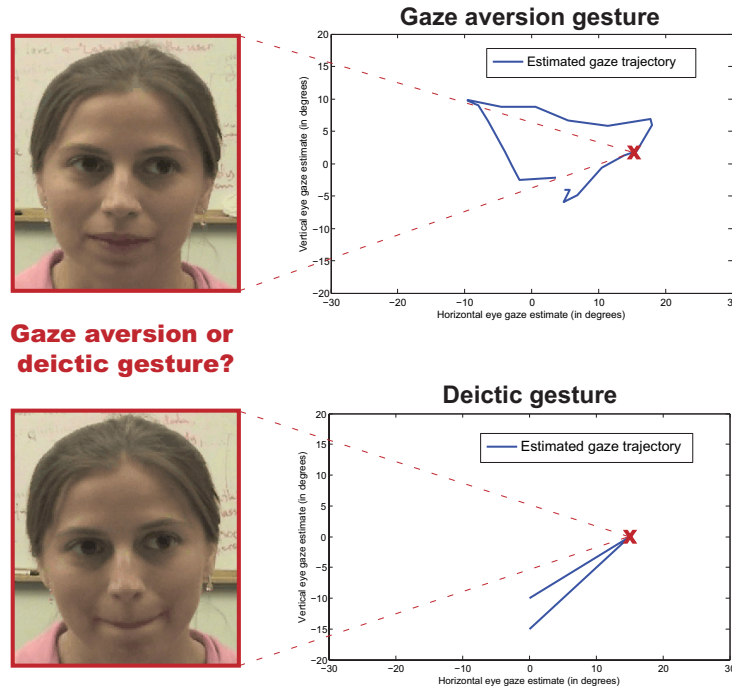 Gaze aversion gesture
20
15
10
5
0
−5
−10
−15
−20
Vertical eye gaze estimate (in degrees)
Estimated gaze trajectory
X
−30 −20 −10 0 10 20 30
Horizontal eye gaze estimate (in degrees)
Gaze aversion or
deictic gesture?
Deictic gesture
20
15
10
5
0
−5
−10
−15
−20
Vertical eye gaze estimate (in degrees)
Estimated gaze trajectory
X
−30 −20 −10 0 10 20 30
Horizontal eye gaze estimate (in degrees)